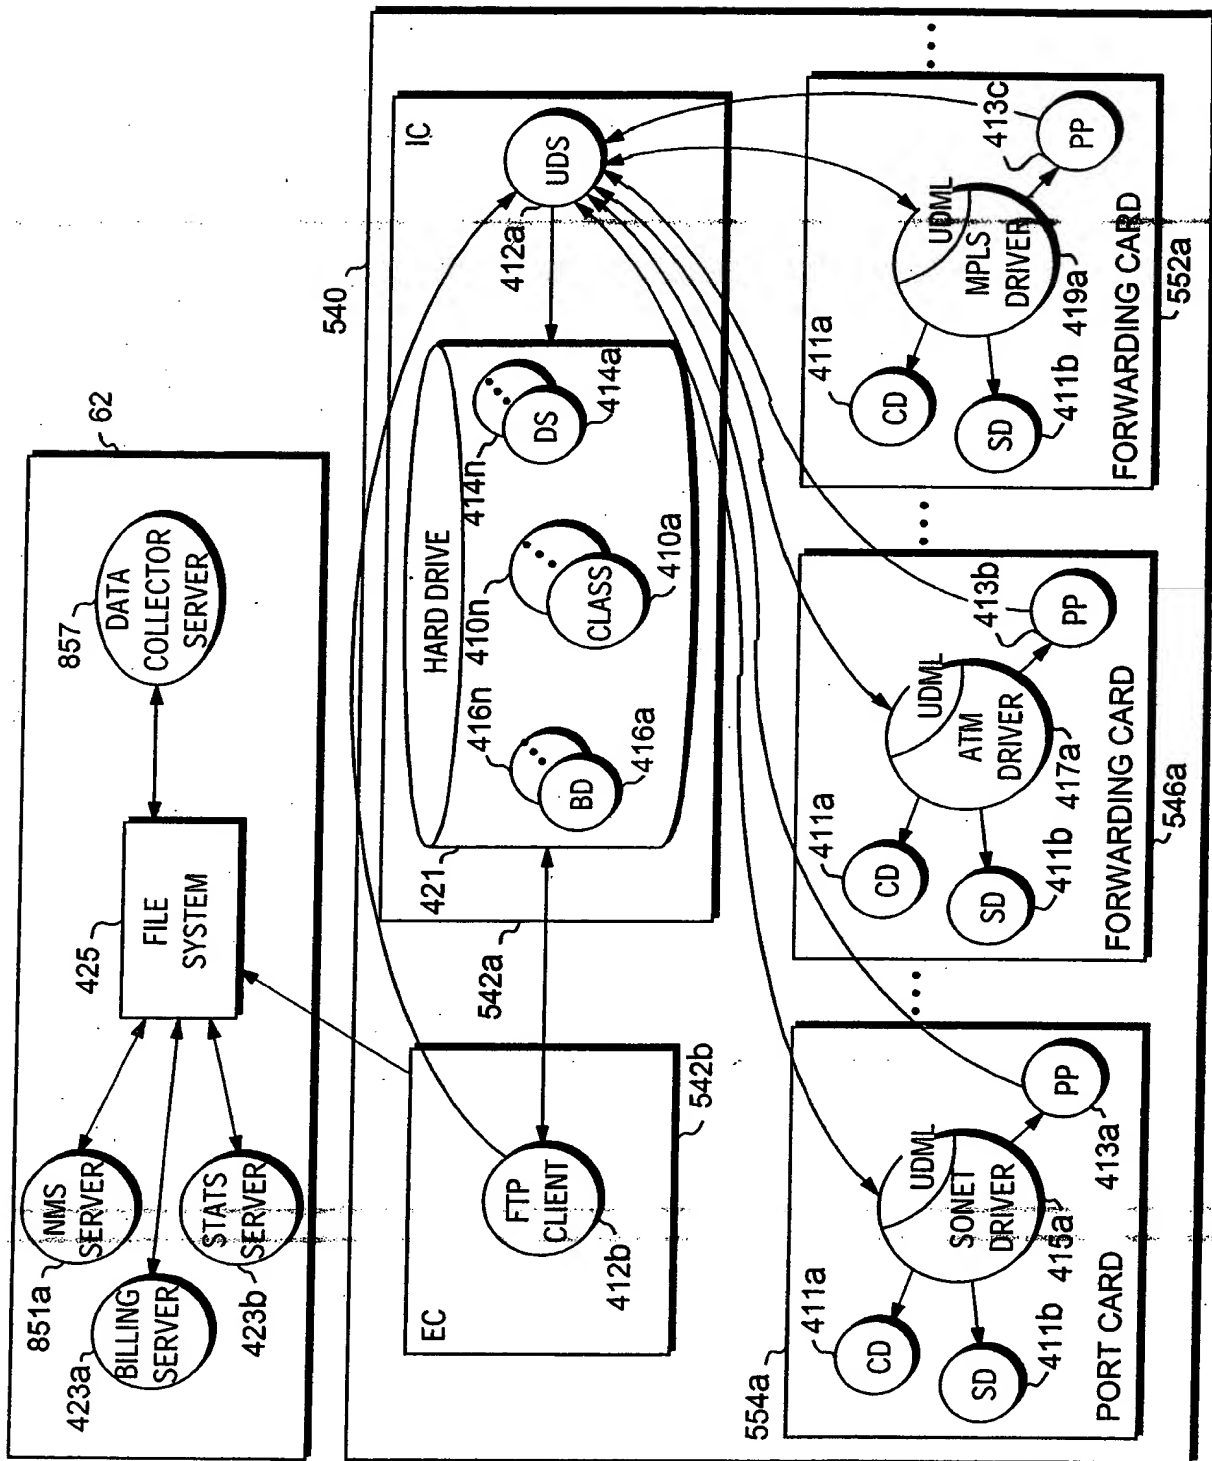 62
857
DATA
COLLECTOR
SERVER
425
FILE
SYSTEM
851a
NMS
SERVER
423a
BILLING
SERVER
423b
STATS
SERVER
540
542a
IC
421
HARD DRIVE
416n
BD
416a
410n
CLASS
410a
414n
DS
414a
412a
UDS
EC
FTP
CLIENT
412b
542b
554a
PORT CARD
411a
CD
SD
411b
UDML
SONET
DRIVER
415a
PP
413a
FORWARDING CARD
546a
411a
CD
SD
411b
UDML
ATM
DRIVER
417a
PP
413b
FORWARDING CARD
552a
411a
CD
SD
411b
UDML
MPLS
DRIVER
419a
PP
413c